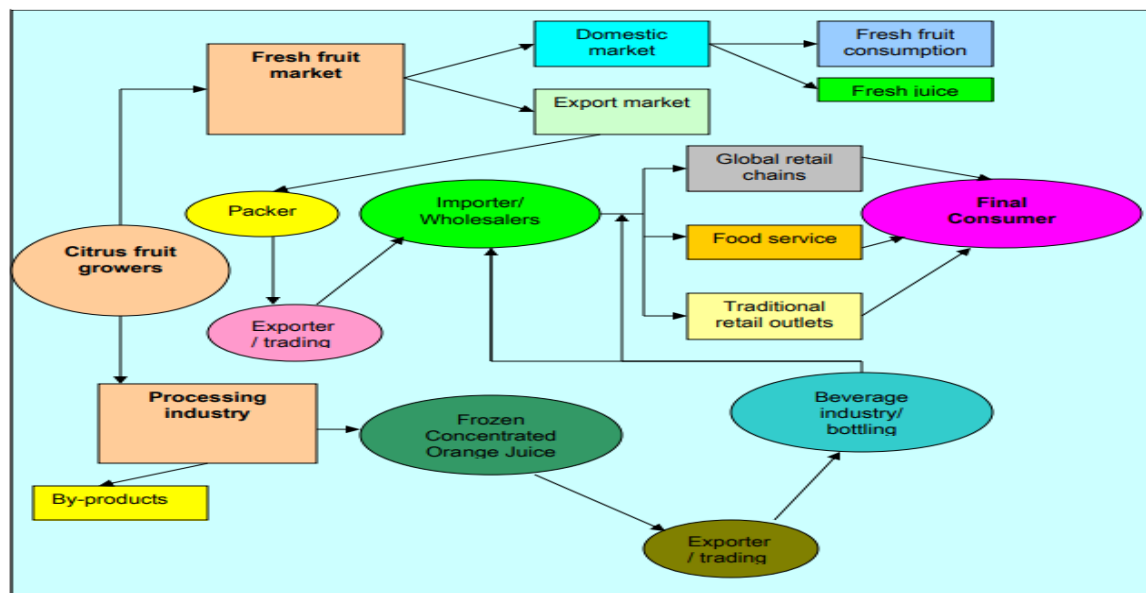 Fresh fruit
market
Domestic
market
Fresh fruit
consumption
Fresh juice
Export market
Global retail
chains
Packer
Importer/
Wholesalers
Final
Consumer
Citrus fruit
growers
Food service
Exporter
/ trading
Traditional
retail outlets
Processing
industry
Frozen
Concentrated
Orange Juice
Beverage
industry/
bottling
By-products
Exporter
/ trading